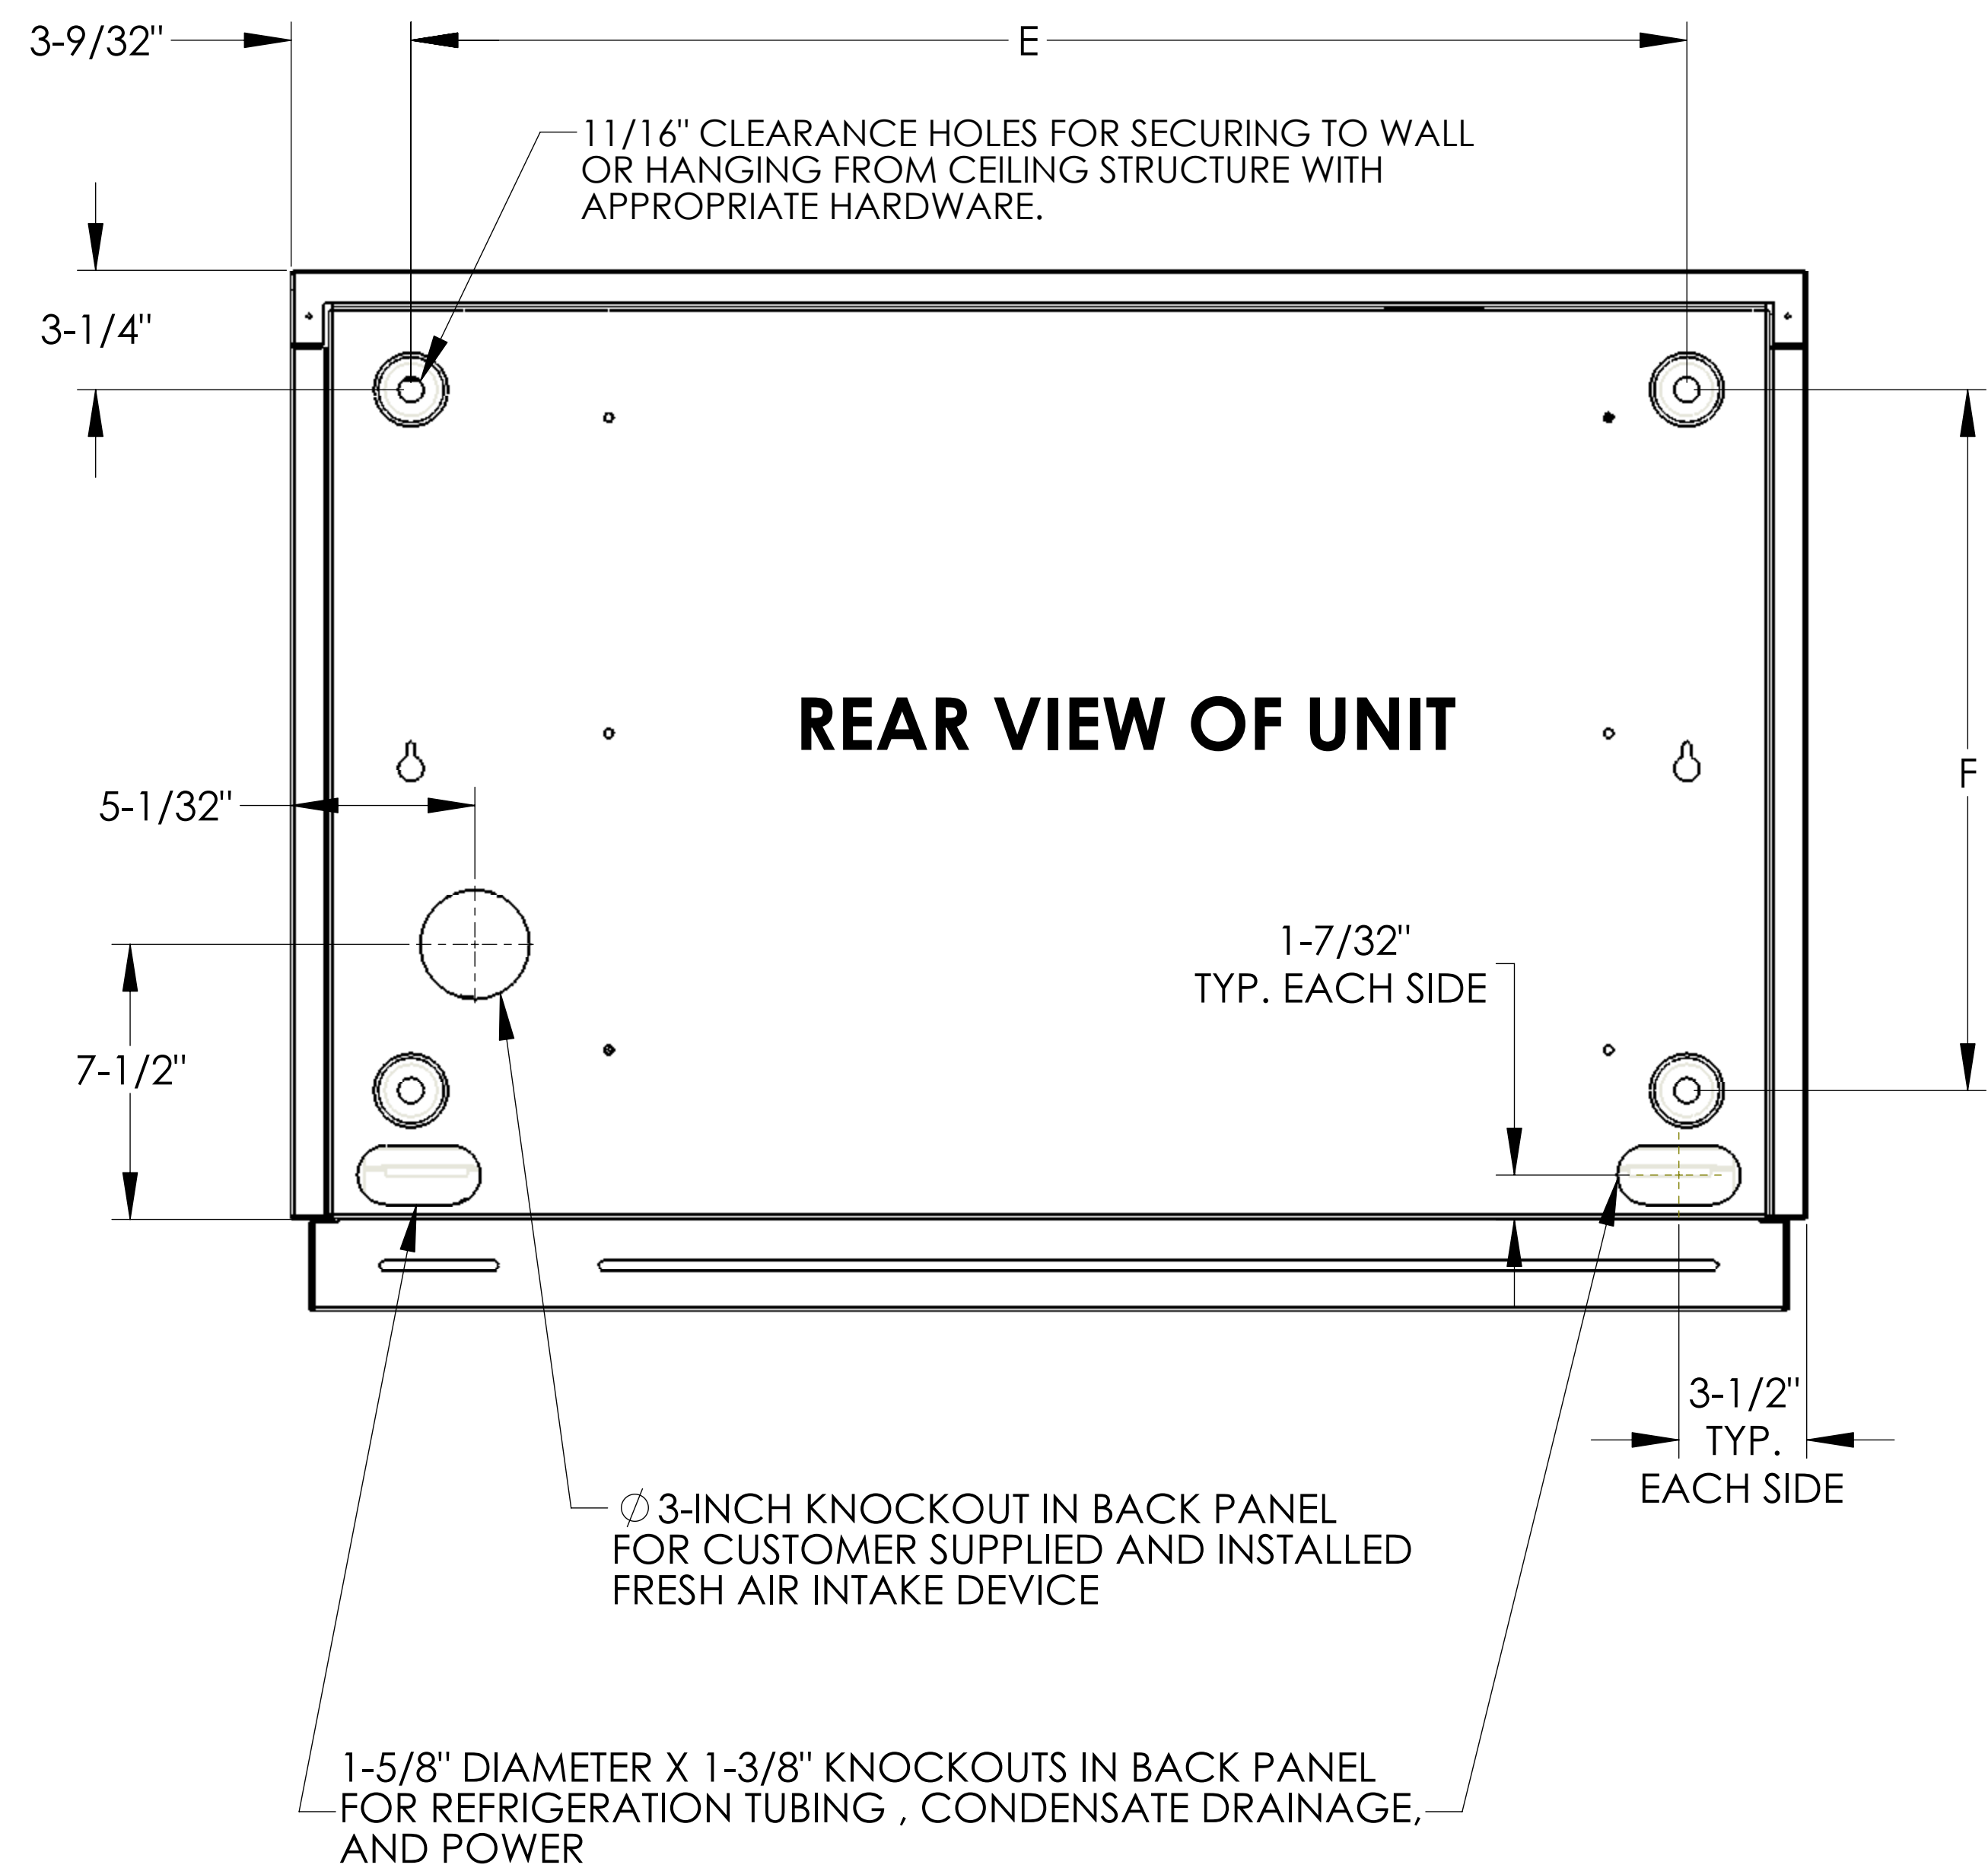 3-9/32"
E
11/16" CLEARANCE HOLES FOR SECURING TO WALL
OR HANGING FROM CEILING STRUCTURE WITH
APPROPRIATE HARDWARE.
3-1/4"
REAR VIEW OF UNIT
F
5-1/32"
1-7/32"
TYP. EACH SIDE
7-1/2"
3-1/2"
TYP.
EACH SIDE
∅ 3-INCH KNOCKOUT IN BACK PANEL
FOR CUSTOMER SUPPLIED AND INSTALLED
FRESH AIR INTAKE DEVICE
1-5/8" DIAMETER X 1-3/8" KNOCKOUTS IN BACK PANEL
FOR REFRIGERATION TUBING , CONDENSATE DRAINAGE,
AND POWER